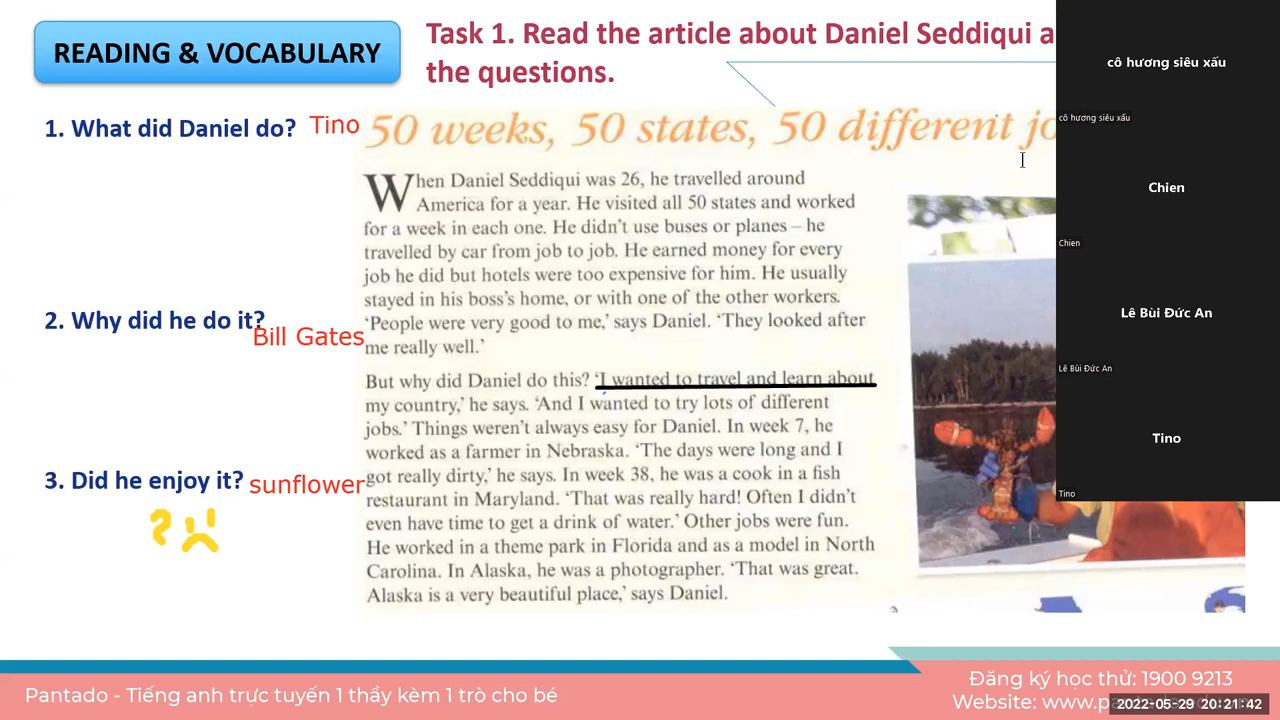 READING & VOCABULARY
Task 1. Read the article about Daniel Seddiqui a
the questions.
1. What did Daniel do?
Tino
50 weeks, 50 states, 50 different jo
When Daniel Seddiqui was 26, he travelled around
America for a year. He visited all 50 states and worked
for a week in each one. He didn't use buses or planes – he
travelled by car from job to job. He earned money for every
job he did but hotels were too expensive for him. He usually
stayed in his boss's home, or with one of the other workers.
'People were very good to me,' says Daniel. 'They looked after
me really well.'
2. Why did he do it?
Bill Gates
But why did Daniel do this? 'I wanted to travel and learn about
my country,' he says. 'And I wanted to try lots of different
jobs.' Things weren't always easy for Daniel. In week 7, he
worked as a farmer in Nebraska. 'The days were long and I
got really dirty,' he says. In week 38, he was a cook in a fish
restaurant in Maryland. 'That was really hard! Often I didn't
even have time to get a drink of water.' Other jobs were fun.
He worked in a theme park in Florida and as a model in North
Carolina. In Alaska, he was a photographer. 'That was great.
Alaska is a very beautiful place,' says Daniel.
3. Did he enjoy it?
sunflower
?
cô hương siêu xấu
cô hương siêu xấu
Chien
Chien
Lê Bùi Đức An
Lê Bùi Đức An
Tino
Tino
Pantado - Tiếng anh trực tuyến 1 thầy kèm 1 trò cho bé
Đăng ký học thử: 1900 9213
Website: www.pa
2022-05-29 20:21:42